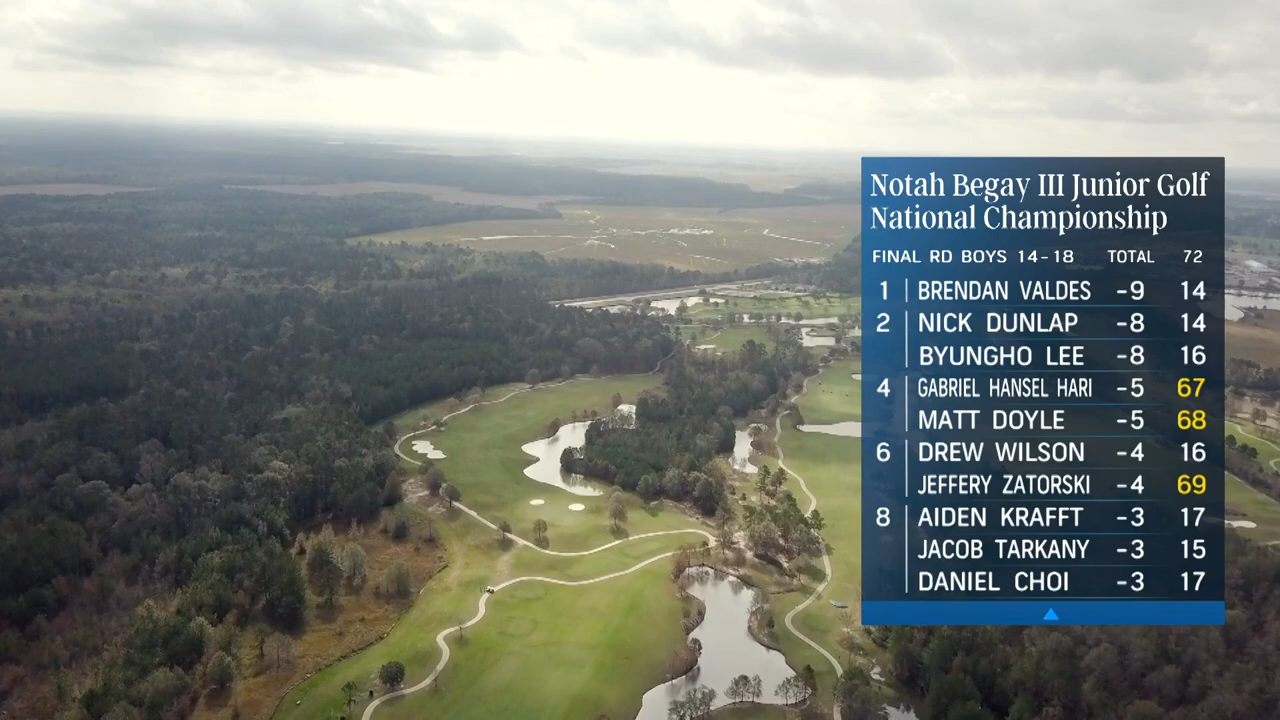 Notah Begay III Junior Golf
National Championship
FINAL RD BOYS 14-18 TOTAL 72
1 BRENDAN VALDES -9 14
2 NICK DUNLAP -8 14
BYUNGHO LEE -8 16
4 GABRIEL HANSEL HARI -5 67
MATT DOYLE -5 68
6 DREW WILSON -4 16
JEFFERY ZATORSKI -4 69
8 AIDEN KRAFFT -3 17
JACOB TARKANY -3 15
DANIEL CHOI -3 17